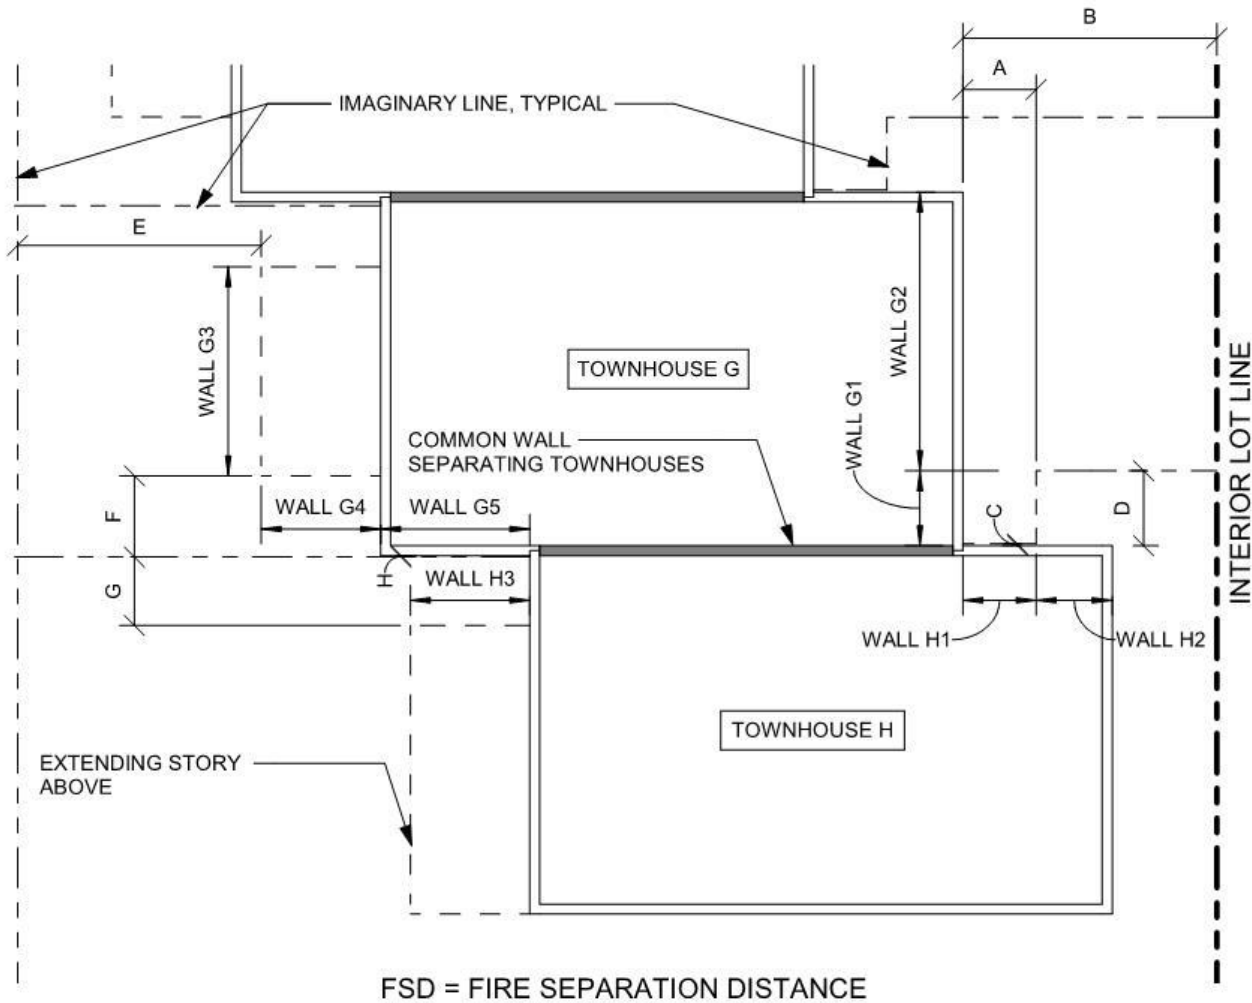 B
A
IMAGINARY LINE, TYPICAL
E
WALL G3
WALL G2
TOWNHOUSE G
WALL G1
INTERIOR LOT LINE
COMMON WALL
SEPARATING TOWNHOUSES
F
WALL G4
WALL G5
C
D
H
G
WALL H3
WALL H1
WALL H2
TOWNHOUSE H
EXTENDING STORY
ABOVE
FSD = FIRE SEPARATION DISTANCE